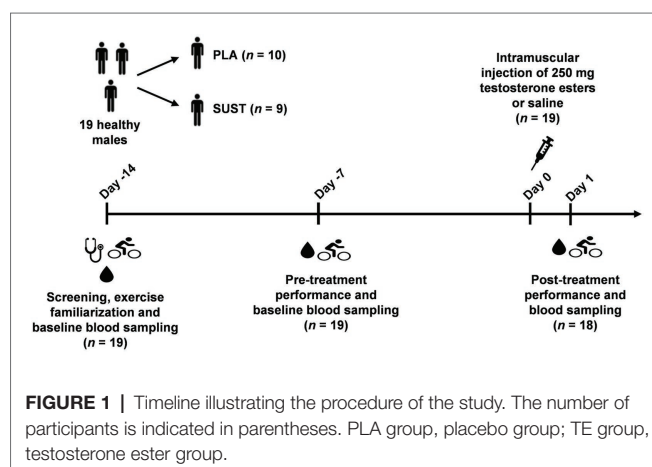 PLA (n = 10)
SUST (n = 9)
19 healthy
males
Intramuscular
injection of 250 mg
testosterone esters
or saline
(n = 19)
Day -14
Day -7
Day 0
Day 1
Screening, exercise
familiarization and
baseline blood sampling
(n = 19)
Pre-treatment
performance and
baseline blood sampling
(n = 19)
Post-treatment
performance and
blood sampling
(n = 18)
FIGURE 1 | Timeline illustrating the procedure of the study. The number of
participants is indicated in parentheses. PLA group, placebo group; TE group,
testosterone ester group.